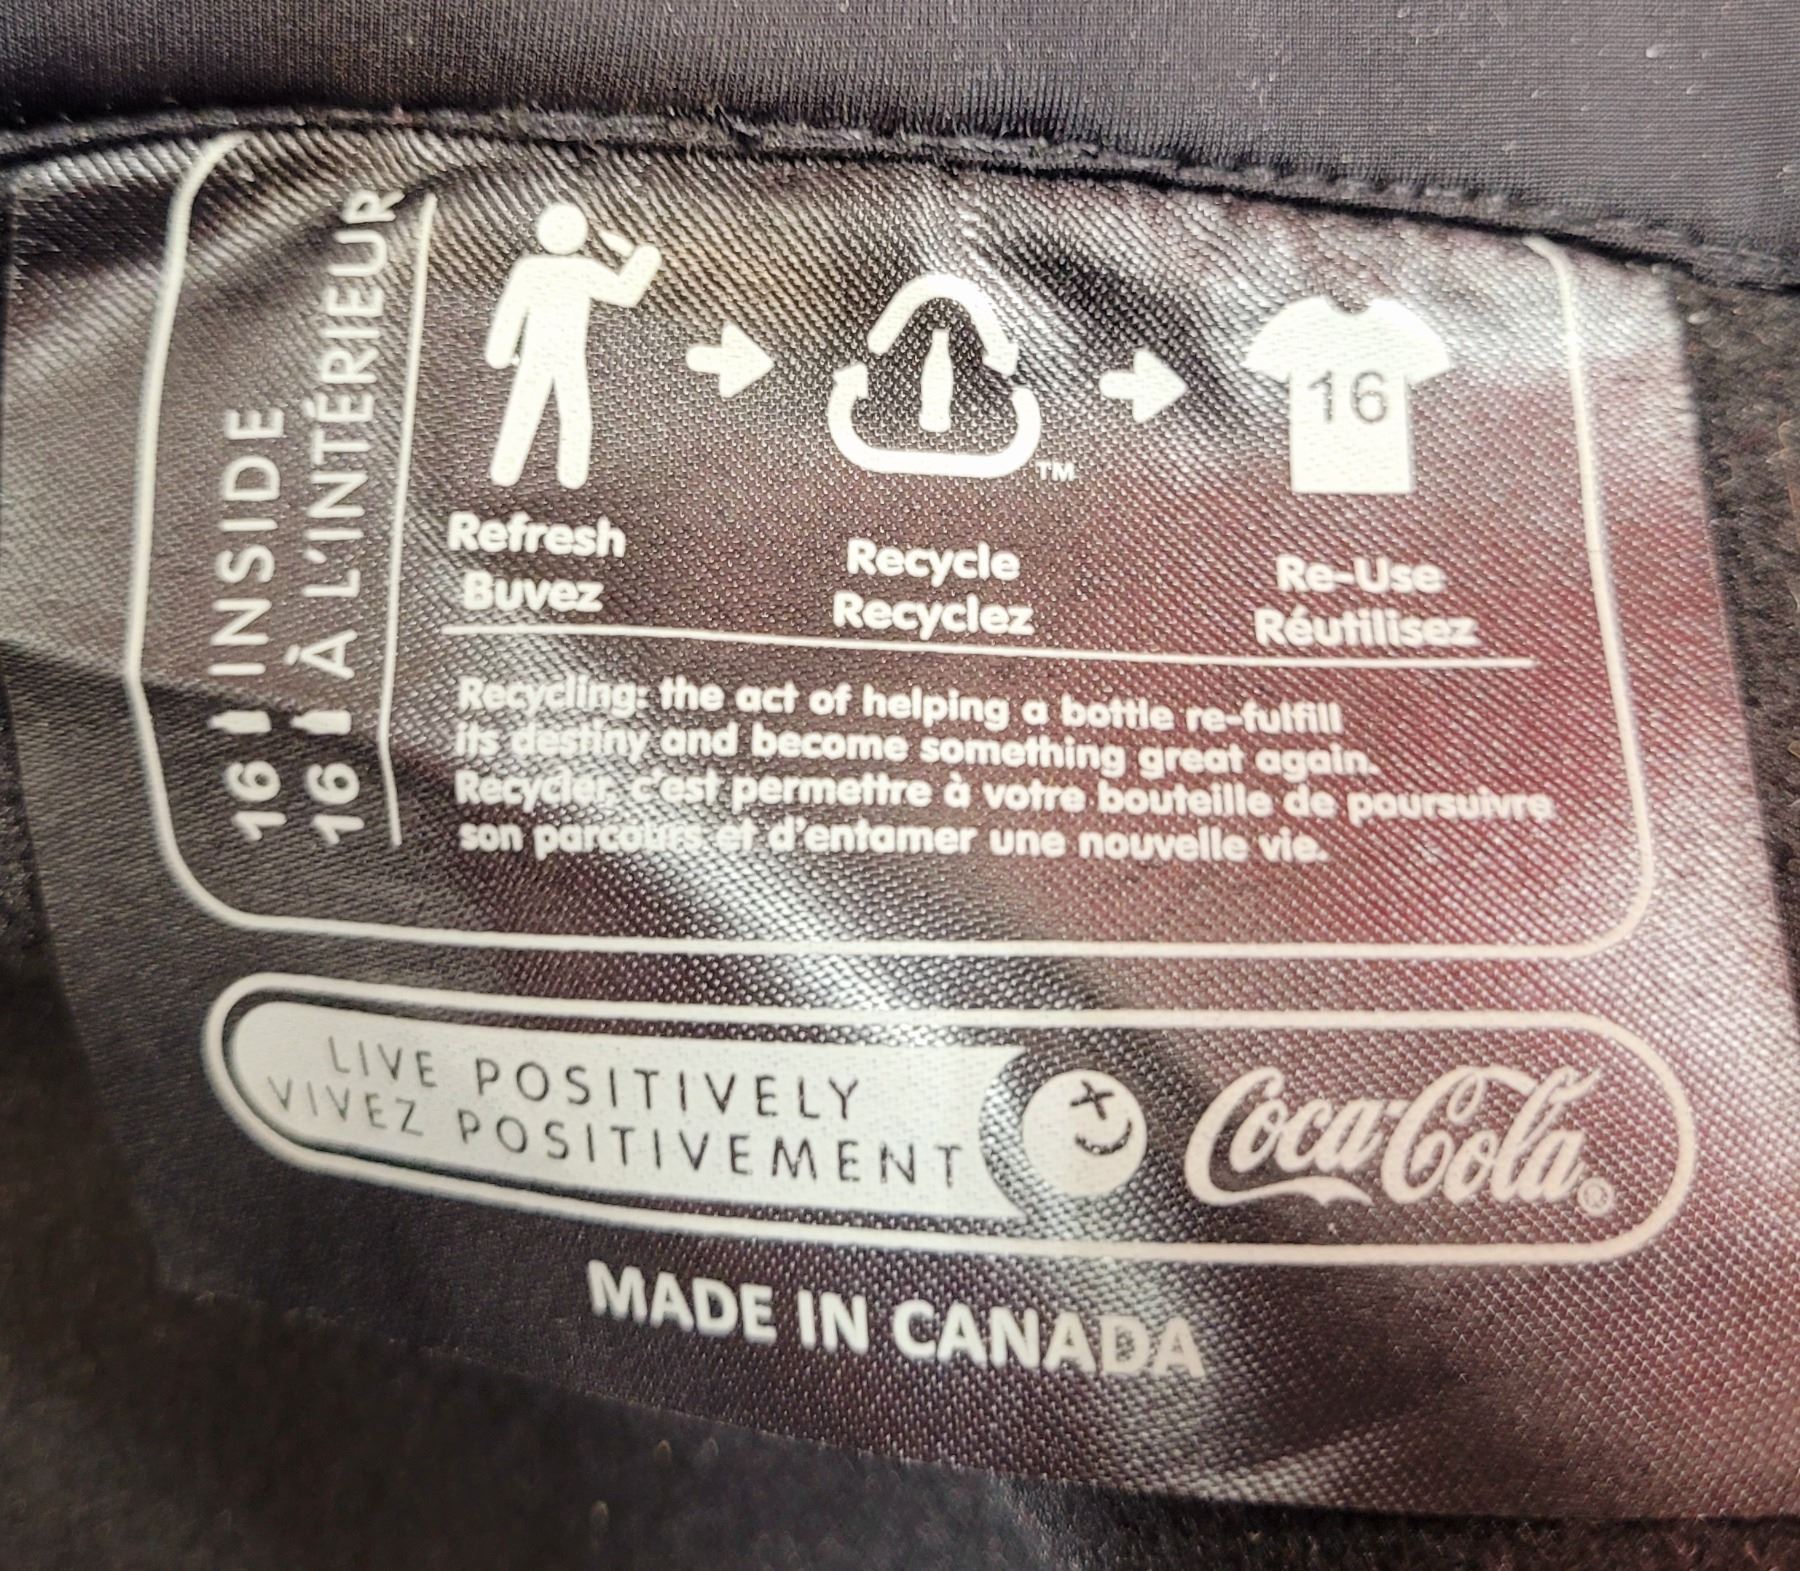 16 INSIDE
16 À L'INTÉRIEUR
TM
16
Refresh
Buvez
Recycle
Recyclez
Re-Use
Réutilisez
Recycling: the act of helping a bottle re-fulfill
its destiny and become something great again.
Recycler, c'est permettre à votre bouteille de poursuivre
son parcours et d'entamer une nouvelle vie.
LIVE POSITIVELY
VIVEZ POSITIVEMENT
Coca-Cola®
MADE IN CANADA